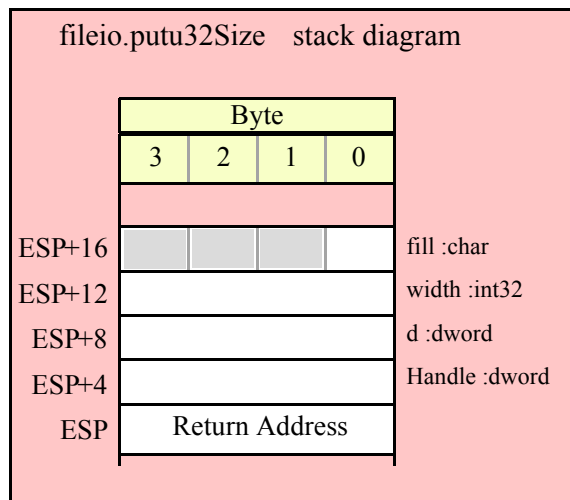 fileio.putu32Size stack diagram
Byte
3 2 1 0
ESP+16 fill :char
ESP+12 width :int32
ESP+8 d :dword
ESP+4 Handle :dword
ESP Return Address